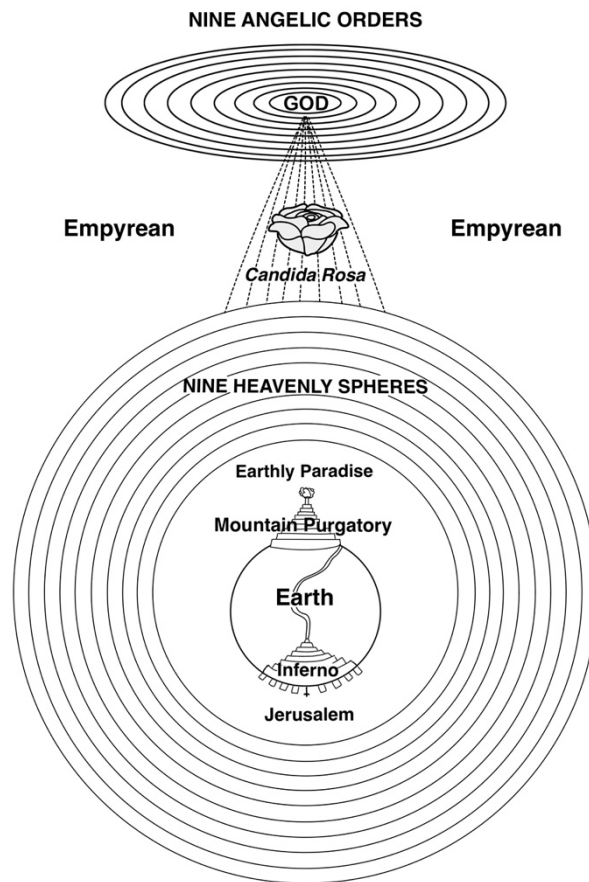 NINE ANGELIC ORDERS
GOD
Empyrean
Empyrean
Candida Rosa
NINE HEAVENLY SPHERES
Earthly Paradise
Mountain Purgatory
Earth
Inferno
Jerusalem